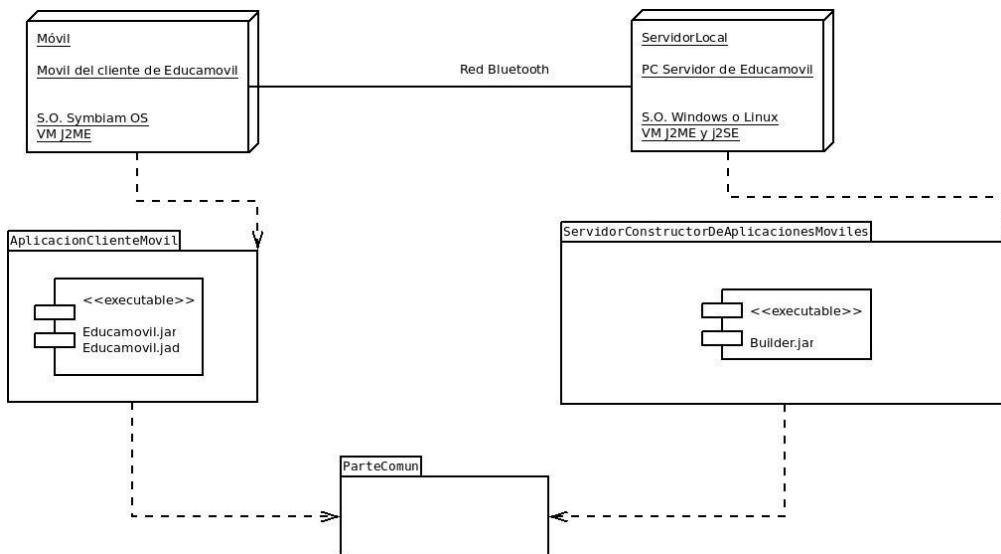 Móvil
Movil del cliente de Educamovil
S.O. Symbiam OS
VM J2ME
Red Bluetooth
ServidorLocal
PC Servidor de Educamovil
S.O. Windows o Linux
VM J2ME y j2SE
AplicacionClienteMovil
<<executable>>
Educamovil.jar
Educamovil.jad
ServidorConstructorDeAplicacionesMoviles
<<executable>>
Builder.jar
ParteComun